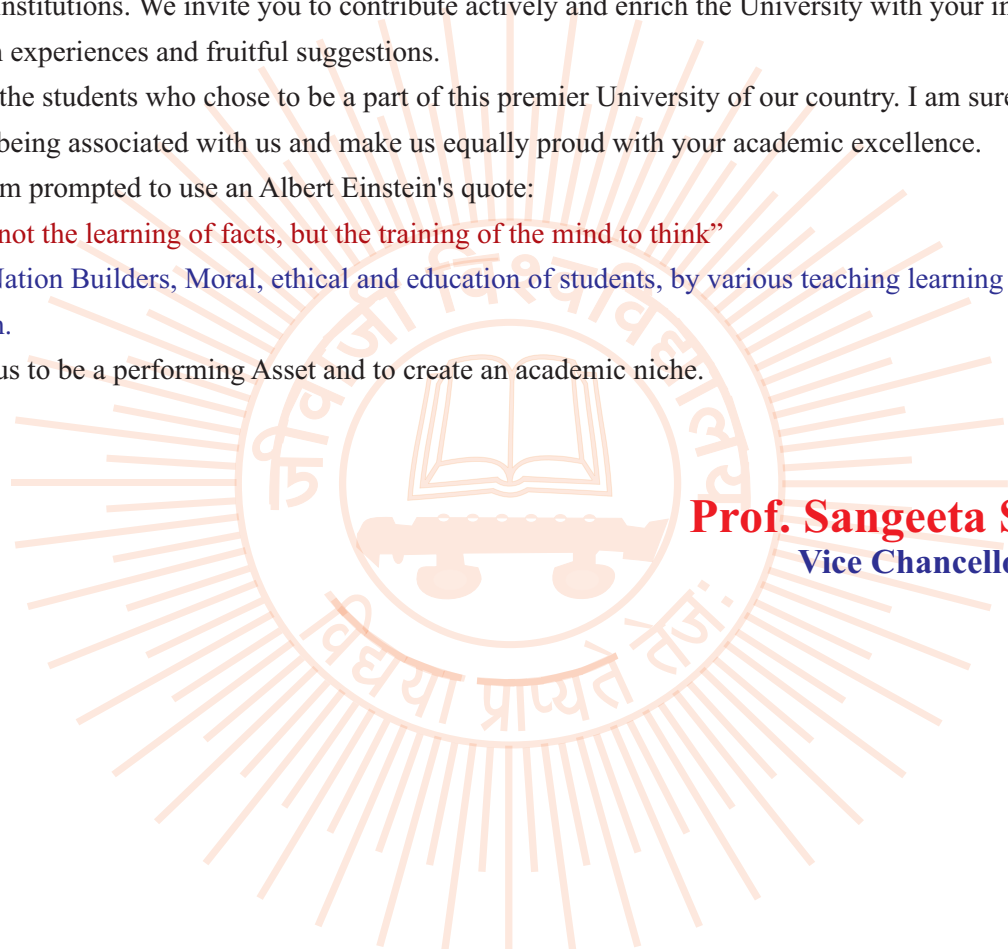 institutions. We invite you to contribute actively and enrich the University with your
experiences and fruitful suggestions.
the students who chose to be a part of this premier University of our country. I am sure
being associated with us and make us equally proud with your academic excellence.
prompted to use an Albert Einstein's quote:
not the learning of facts, but the training of the mind to think”
Nation Builders, Moral, ethical and education of students, by various teaching learning
us to be a performing Asset and to create an academic niche.
जीवाजी विश्वविद्यालय
Prof. Sangeeta
Vice
विद्यया प्राप्यते तेजः